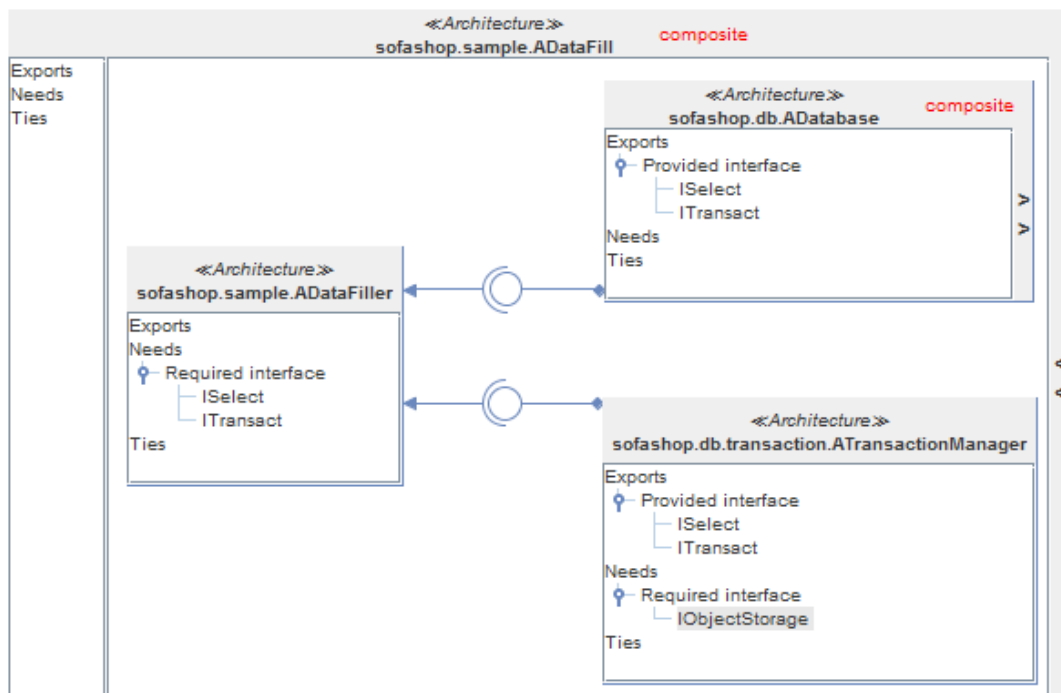 ≪Architecture≫
sofashop.sample.ADataFill
composite
Exports
Needs
Ties
≪Architecture≫
sofashop.db.ADatabase
composite
Exports
Provided interface
ISelect
ITransact
Needs
Ties
≪Architecture≫
sofashop.sample.ADataFiller
Exports
Needs
Required interface
ISelect
ITransact
Ties
≪Architecture≫
sofashop.db.transaction.ATransactionManager
Exports
Provided interface
ISelect
ITransact
Needs
Required interface
IObjectStorage
Ties